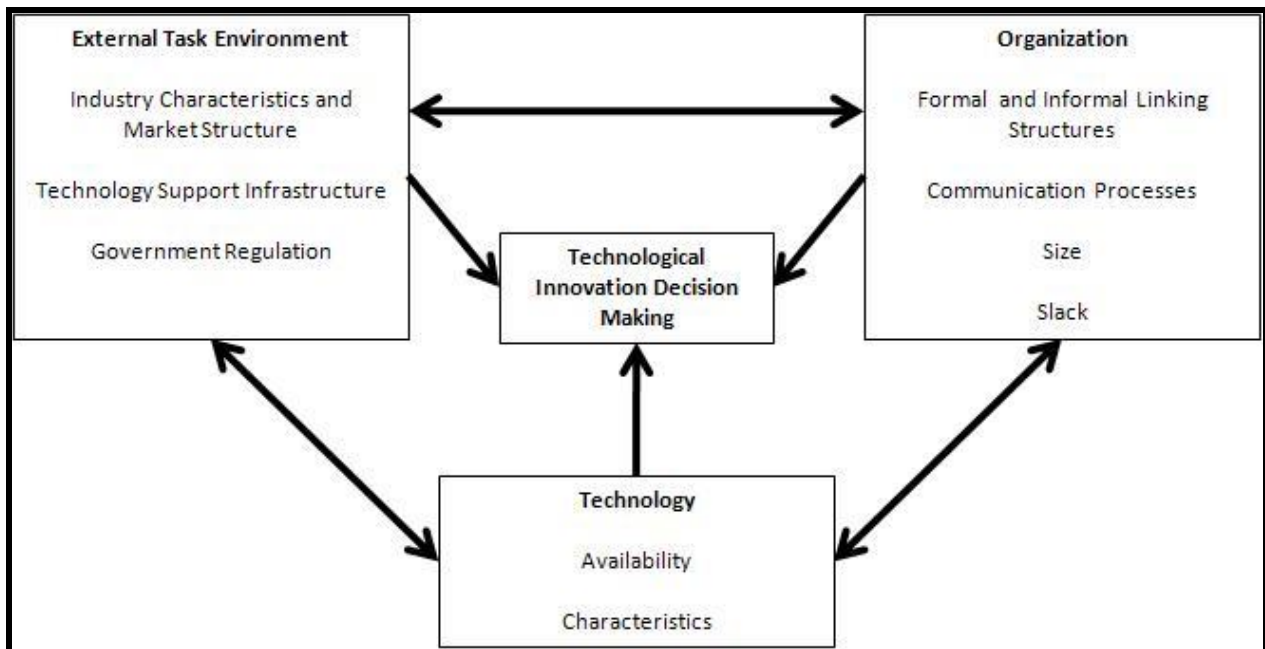 External Task Environment
Industry Characteristics and
Market Structure
Technology Support Infrastructure
Government Regulation
Organization
Formal and Informal Linking
Structures
Communication Processes
Size
Slack
Technological
Innovation Decision
Making
Technology
Availability
Characteristics